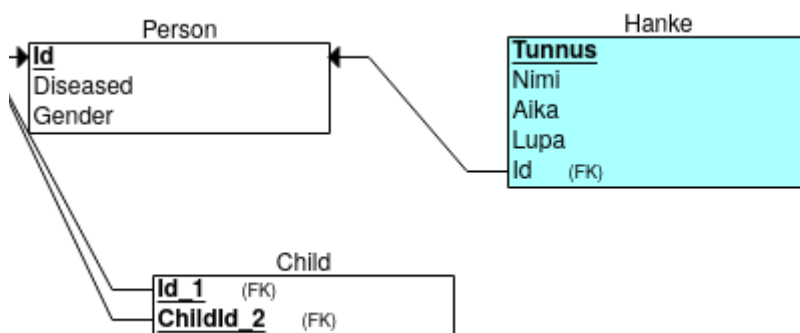 Person
Id
Diseased
Gender
Hanke
Tunnus
Nimi
Aika
Lupa
Id (FK)
Child
Id_1 (FK)
ChildId_2 (FK)